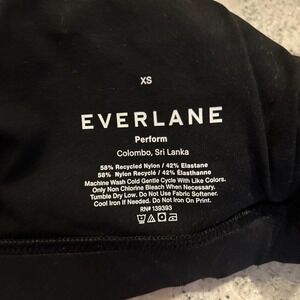 XS
EVERLANE
Perform
Colombo, Sri Lanka
58% Recycled Nylon / 42% Elastane
58% Nylon Recyclé / 42% Élasthanne
Machine Wash Cold Gentle Cycle With Like Colors.
Only Non Chlorine Bleach When Necessary.
Tumble Dry Low. Do Not Use Fabric Softener.
Cool Iron If Needed. Do Not Iron On Print.
RN# 139393